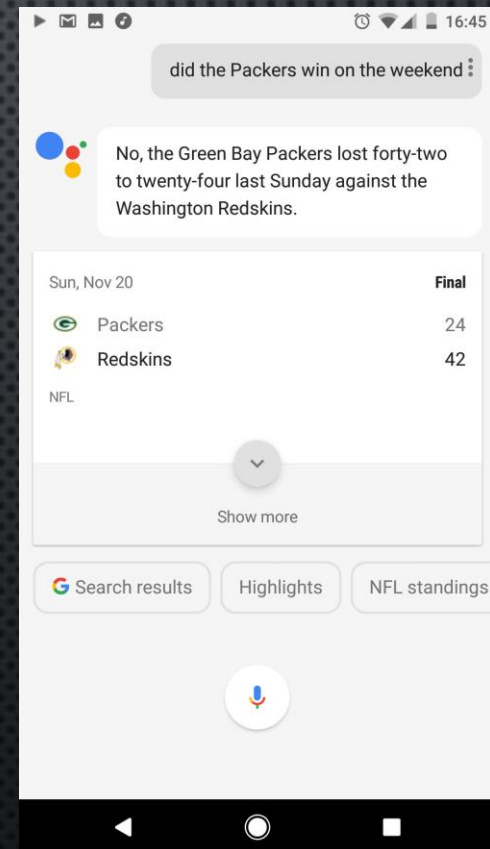 16:45
did the Packers win on the weekend
No, the Green Bay Packers lost forty-two
to twenty-four last Sunday against the
Washington Redskins.
Sun, Nov 20 Final
Packers 24
Redskins 42
NFL
Show more
Search results Highlights NFL standings